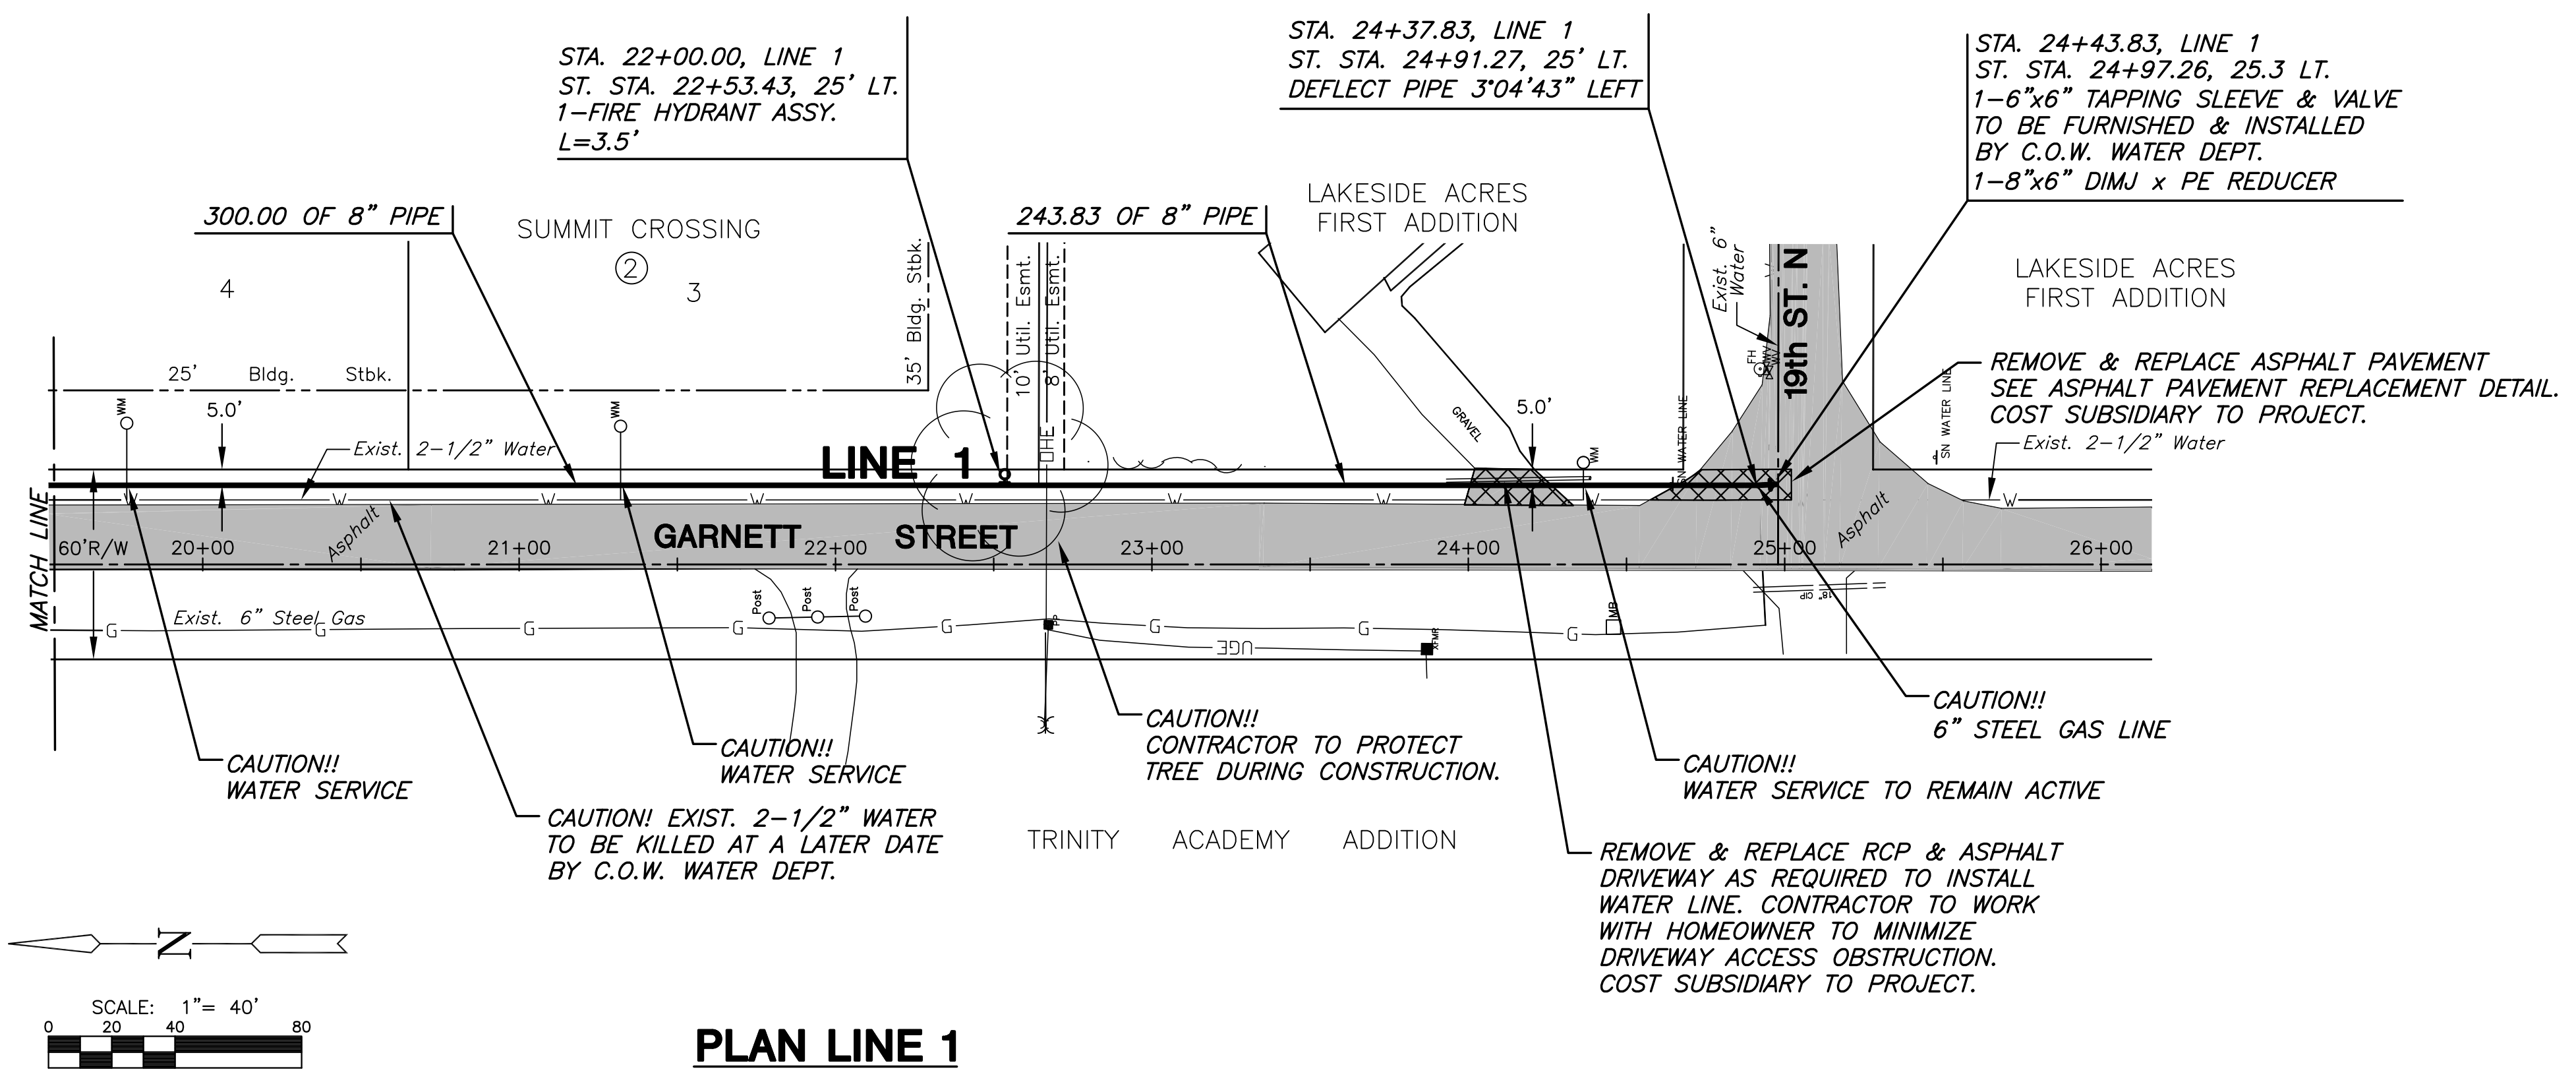 STA. 22+00.00, LINE 1
ST. STA. 22+53.43, 25' LT.
1-FIRE HYDRANT ASSY.
L=3.5'
STA. 24+37.83, LINE 1
ST. STA. 24+91.27, 25' LT.
DEFLECT PIPE 3°04'43" LEFT
STA. 24+43.83, LINE 1
ST. STA. 24+97.26, 25.3 LT.
1-6"x6" TAPPING SLEEVE & VALVE
TO BE FURNISHED & INSTALLED
BY C.O.W. WATER DEPT.
1-8"x6" DIMJ x PE REDUCER
300.00 OF 8" PIPE
SUMMIT CROSSING
2
4
3
243.83 OF 8" PIPE
LAKESIDE ACRES
FIRST ADDITION
LAKESIDE ACRES
FIRST ADDITION
35' Bldg. Stbk.
10' Util. Esmt.
8' Util. Esmt.
Exist. 6"
Water
19th ST. N
FH
WV
25' Bldg. Stbk.
REMOVE & REPLACE ASPHALT PAVEMENT
SEE ASPHALT PAVEMENT REPLACEMENT DETAIL.
COST SUBSIDIARY TO PROJECT.
WM
5.0'
WM
Exist. 2-1/2" Water
LINE 1
OHE
GRAVEL
5.0'
WM
SN WATER LINE
SN WATER LINE
Exist. 2-1/2" Water
W W W W W W W W W
MATCH LINE
60'R/W
Asphalt
GARNETT STREET
Asphalt
20+00 21+00 22+00 23+00 24+00 25+00 26+00
18" CIP
Post
Post
Post
Exist. 6" Steel Gas
G G G G G G G G
PP
UGE
XFMR
MB
CAUTION!!
WATER SERVICE
CAUTION!!
WATER SERVICE
CAUTION!!
CONTRACTOR TO PROTECT
TREE DURING CONSTRUCTION.
CAUTION!!
6" STEEL GAS LINE
CAUTION!!
WATER SERVICE TO REMAIN ACTIVE
CAUTION! EXIST. 2-1/2" WATER
TO BE KILLED AT A LATER DATE
BY C.O.W. WATER DEPT.
TRINITY ACADEMY ADDITION
REMOVE & REPLACE RCP & ASPHALT
DRIVEWAY AS REQUIRED TO INSTALL
WATER LINE. CONTRACTOR TO WORK
WITH HOMEOWNER TO MINIMIZE
DRIVEWAY ACCESS OBSTRUCTION.
COST SUBSIDIARY TO PROJECT.
N
SCALE: 1"= 40'
0 20 40 80
PLAN LINE 1